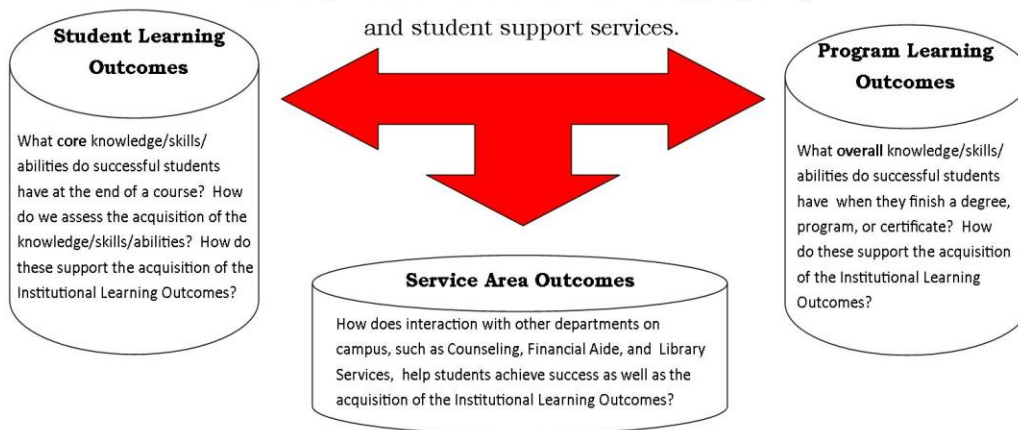 and student support services.
Student Learning
Outcomes
What core knowledge/skills/
abilities do successful students
have at the end of a course? How
do we assess the acquisition of the
knowledge/skills/abilities? How do
these support the acquisition of the
Institutional Learning Outcomes?
Program Learning
Outcomes
What overall knowledge/skills/
abilities do successful students
have when they finish a degree,
program, or certificate? How
do these support the acquisition
of the Institutional Learning
Outcomes?
Service Area Outcomes
How does interaction with other departments on
campus, such as Counseling, Financial Aide, and Library
Services, help students achieve success as well as the
acquisition of the Institutional Learning Outcomes?